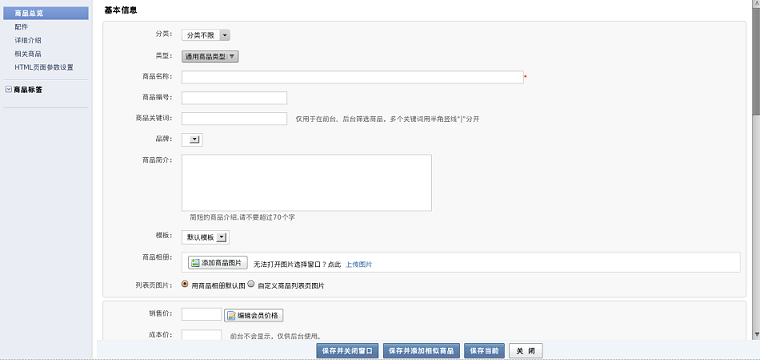 商品总览
配件
详细介绍
相关商品
HTML页面参数设置
商品标签
基本信息
分类: 分类不限
类型: 通用商品类型
商品名称: *
商品编号:
商品关键词: 仅用于在前台、后台筛选商品，多个关键词用半角竖线"|"分开
品牌:
商品简介:
简短的商品介绍,请不要超过70个字
模板: 默认模板
商品相册: 添加商品图片 无法打开图片选择窗口？点此 上传图片
列表页图片: 用商品相册默认图 自定义商品列表页图片
销售价: 编辑会员价格
成本价: 前台不会显示，仅供后台使用。
保存并关闭窗口 保存并添加相似商品 保存当前 关 闭